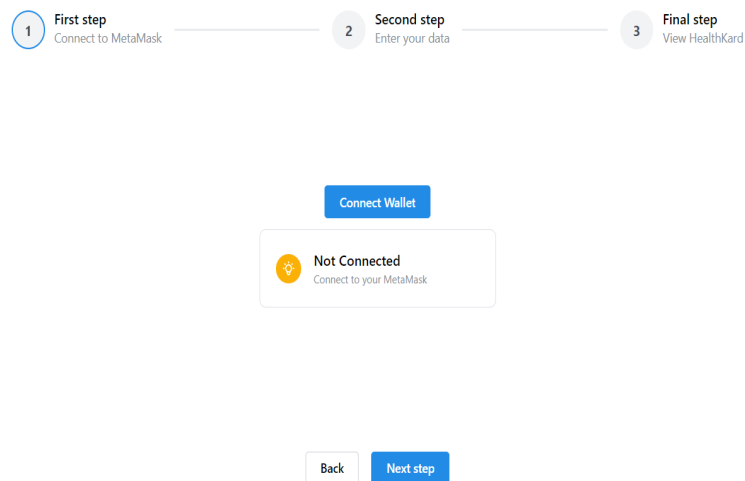 1
First step
Connect to MetaMask
2
Second step
Enter your data
3
Final step
View HealthKard
Connect Wallet
Not Connected
Connect to your MetaMask
Back
Next step